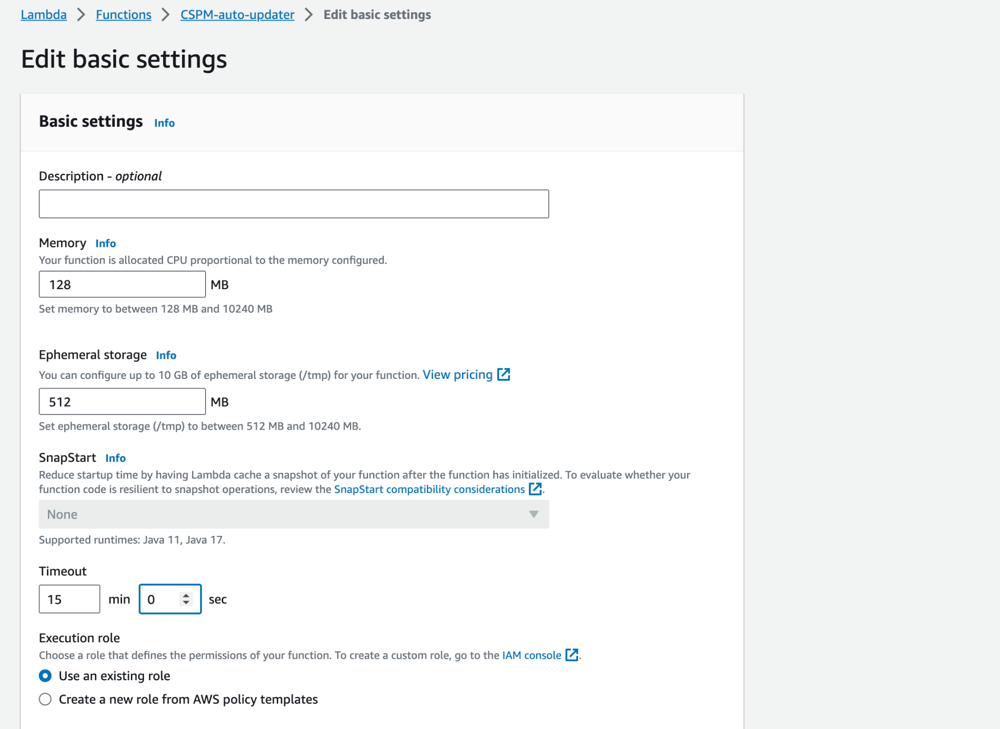 Lambda > Functions > CSPM-auto-updater > Edit basic settings
Edit basic settings
Basic settings Info
Description - optional
Memory Info
Your function is allocated CPU proportional to the memory configured.
128 MB
Set memory to between 128 MB and 10240 MB
Ephemeral storage Info
You can configure up to 10 GB of ephemeral storage (/tmp) for your function. View pricing
512 MB
Set ephemeral storage (/tmp) to between 512 MB and 10240 MB.
SnapStart Info
Reduce startup time by having Lambda cache a snapshot of your function after the function has initialized. To evaluate whether your
function code is resilient to snapshot operations, review the SnapStart compatibility considerations .
None
Supported runtimes: Java 11, Java 17.
Timeout
15 min 0 sec
Execution role
Choose a role that defines the permissions of your function. To create a custom role, go to the IAM console .
Use an existing role
Create a new role from AWS policy templates